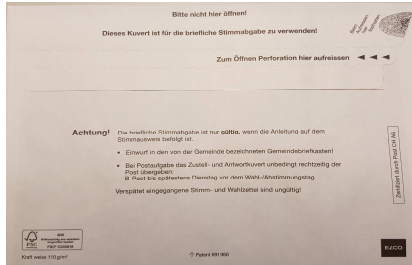 Bitte nicht hier öffnen!
Dieses Kuvert ist für die briefliche Stimmabgabe zu verwenden!
Zum Öffnen Perforation hier aufreissen
Achtung! Die briefliche Stimmabgabe ist nur gültig, wenn die Anleitung auf dem
Stimmausweis befolgt ist.
• Einwurf in den von der Gemeinde bezeichneten Gemeindebriefkasten!
• Bei Postaufgabe das Zustell- und Antwortkuvert unbedingt rechtzeitig der
Post übergeben:
B Post bis spätestens Dienstag vor dem Wahl-/Abstimmungstag
Verspätet eingegangene Stimm- und Wahlzettel sind ungültig!
Zertifiziert durch Post CH AG
FSC
MIX
Kraft weiss 110 g/m²
Patent 691 966
ELCO